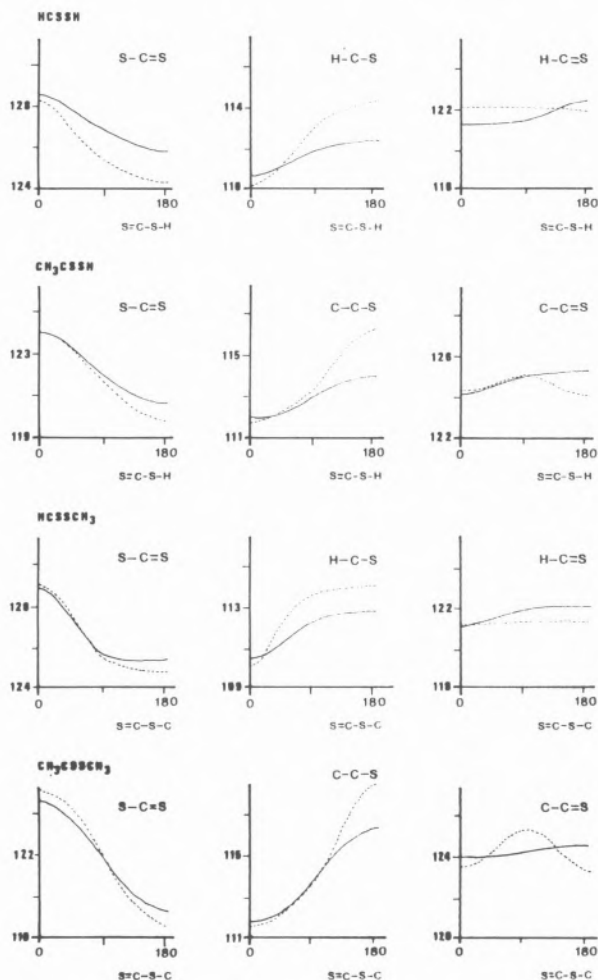 HCSSH
S-C=S H-C-S H-C=S
128 114 122
124 110 118
0 180 0 180 0 180
S=C-S-H S=C-S-H S=C-S-H
CH₃CSSH
S-C=S C-C-S C-C=S
123 115 126
119 111 122
0 180 0 180 0 180
S=C-S-H S=C-S-H S=C-S-H
HCSSCH₃
S-C=S H-C-S H-C=S
128 113 122
124 109 118
0 180 0 180 0 180
S=C-S-C S=C-S-C S=C-S-C
CH₃CSSCH₃
S-C=S C-C-S C-C=S
122 115 124
118 111 120
0 180 0 180 0 180
S=C-S-C S=C-S-C S=C-S-C